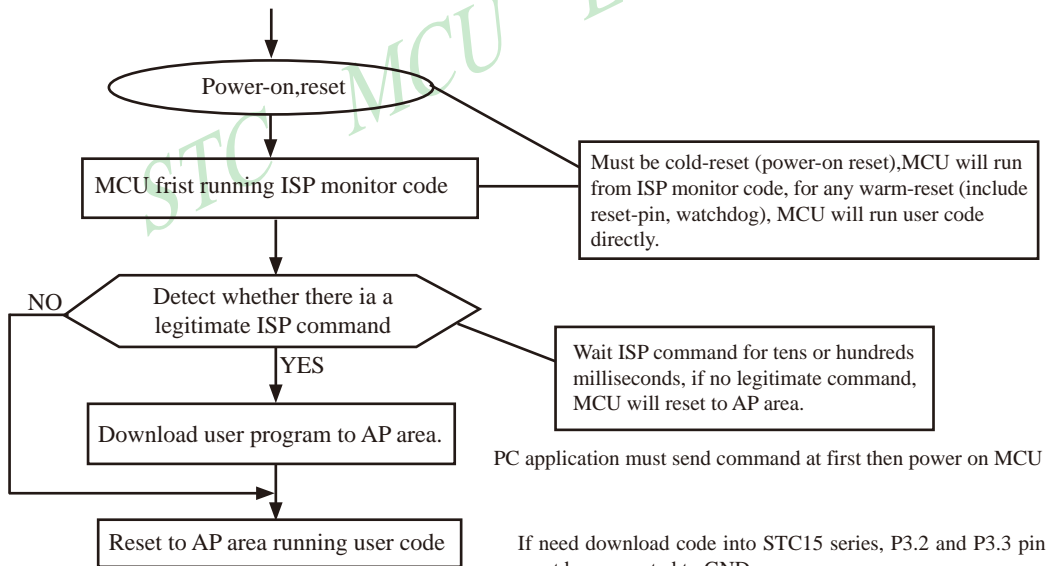 STC MCU
Power-on,reset
Must be cold-reset (power-on reset),MCU will run
from ISP monitor code, for any warm-reset (include
reset-pin, watchdog), MCU will run user code
directly.
MCU frist running ISP monitor code
Detect whether there ia a
legitimate ISP command
NO
YES
Wait ISP command for tens or hundreds
milliseconds, if no legitimate command,
MCU will reset to AP area.
Download user program to AP area.
PC application must send command at first then power on MCU
Reset to AP area running user code
If need download code into STC15 series, P3.2 and P3.3 pin